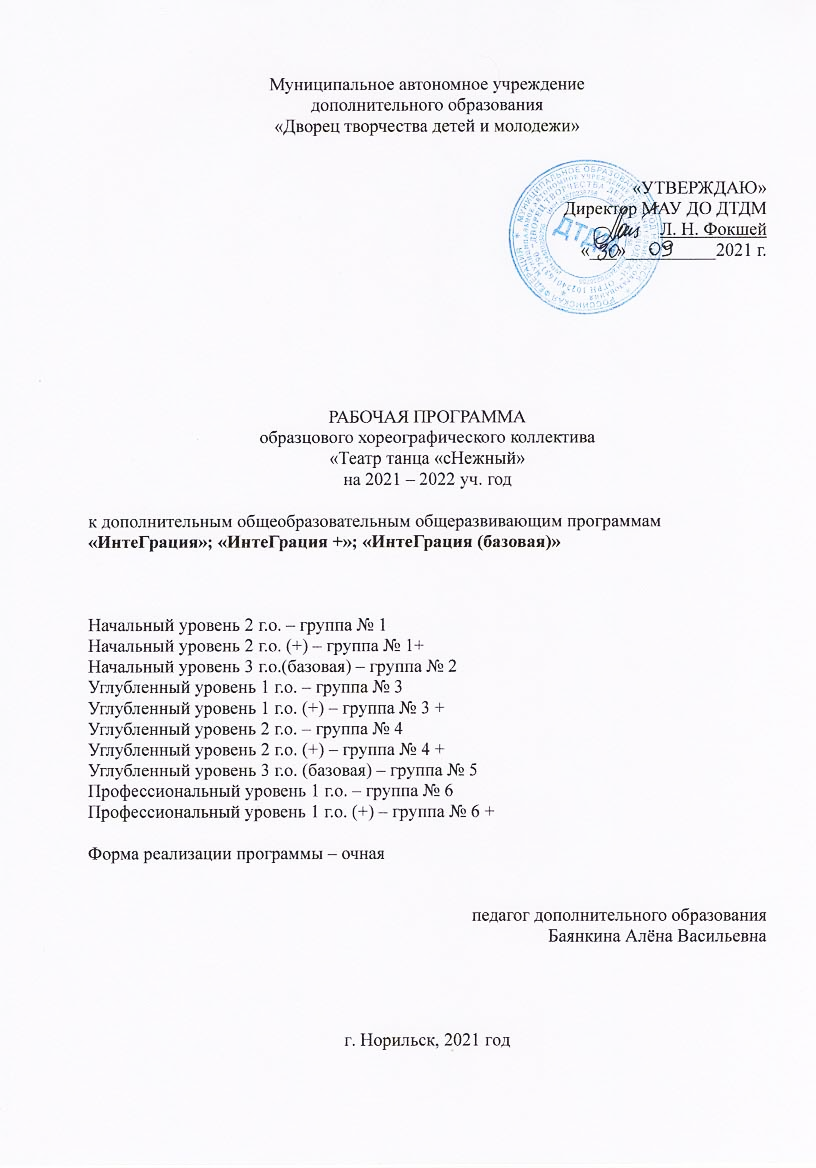 Муниципальное автономное учреждение
дополнительного образования
«Дворец творчества детей и молодежи»
«УТВЕРЖДАЮ»
Директор МАУ ДО ДТДМ
Л. Н. Фокшей
«30» 09 2021 г.
ДТДМ
РАБОЧАЯ ПРОГРАММА
образцового хореографического коллектива
«Театр танца «сНежный»
на 2021 – 2022 уч. год
к дополнительным общеобразовательным общеразвивающим программам
«ИнтеГрация»; «ИнтеГрация +»; «ИнтеГрация (базовая)»
Начальный уровень 2 г.о. – группа № 1
Начальный уровень 2 г.о. (+) – группа № 1+
Начальный уровень 3 г.о.(базовая) – группа № 2
Углубленный уровень 1 г.о. – группа № 3
Углубленный уровень 1 г.о. (+) – группа № 3 +
Углубленный уровень 2 г.о. – группа № 4
Углубленный уровень 2 г.о. (+) – группа № 4 +
Углубленный уровень 3 г.о. (базовая) – группа № 5
Профессиональный уровень 1 г.о. – группа № 6
Профессиональный уровень 1 г.о. (+) – группа № 6 +
Форма реализации программы – очная
педагог дополнительного образования
Баянкина Алёна Васильевна
г. Норильск, 2021 год